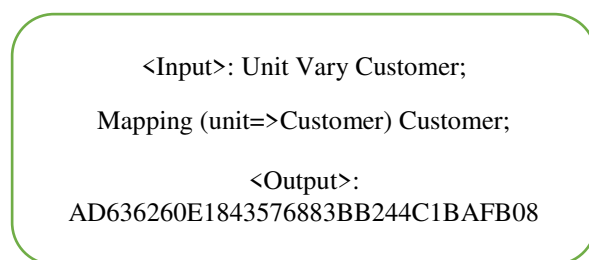 <Input>: Unit Vary Customer;
Mapping (unit=>Customer) Customer;
<Output>:
AD636260E1843576883BB244C1BAFB08